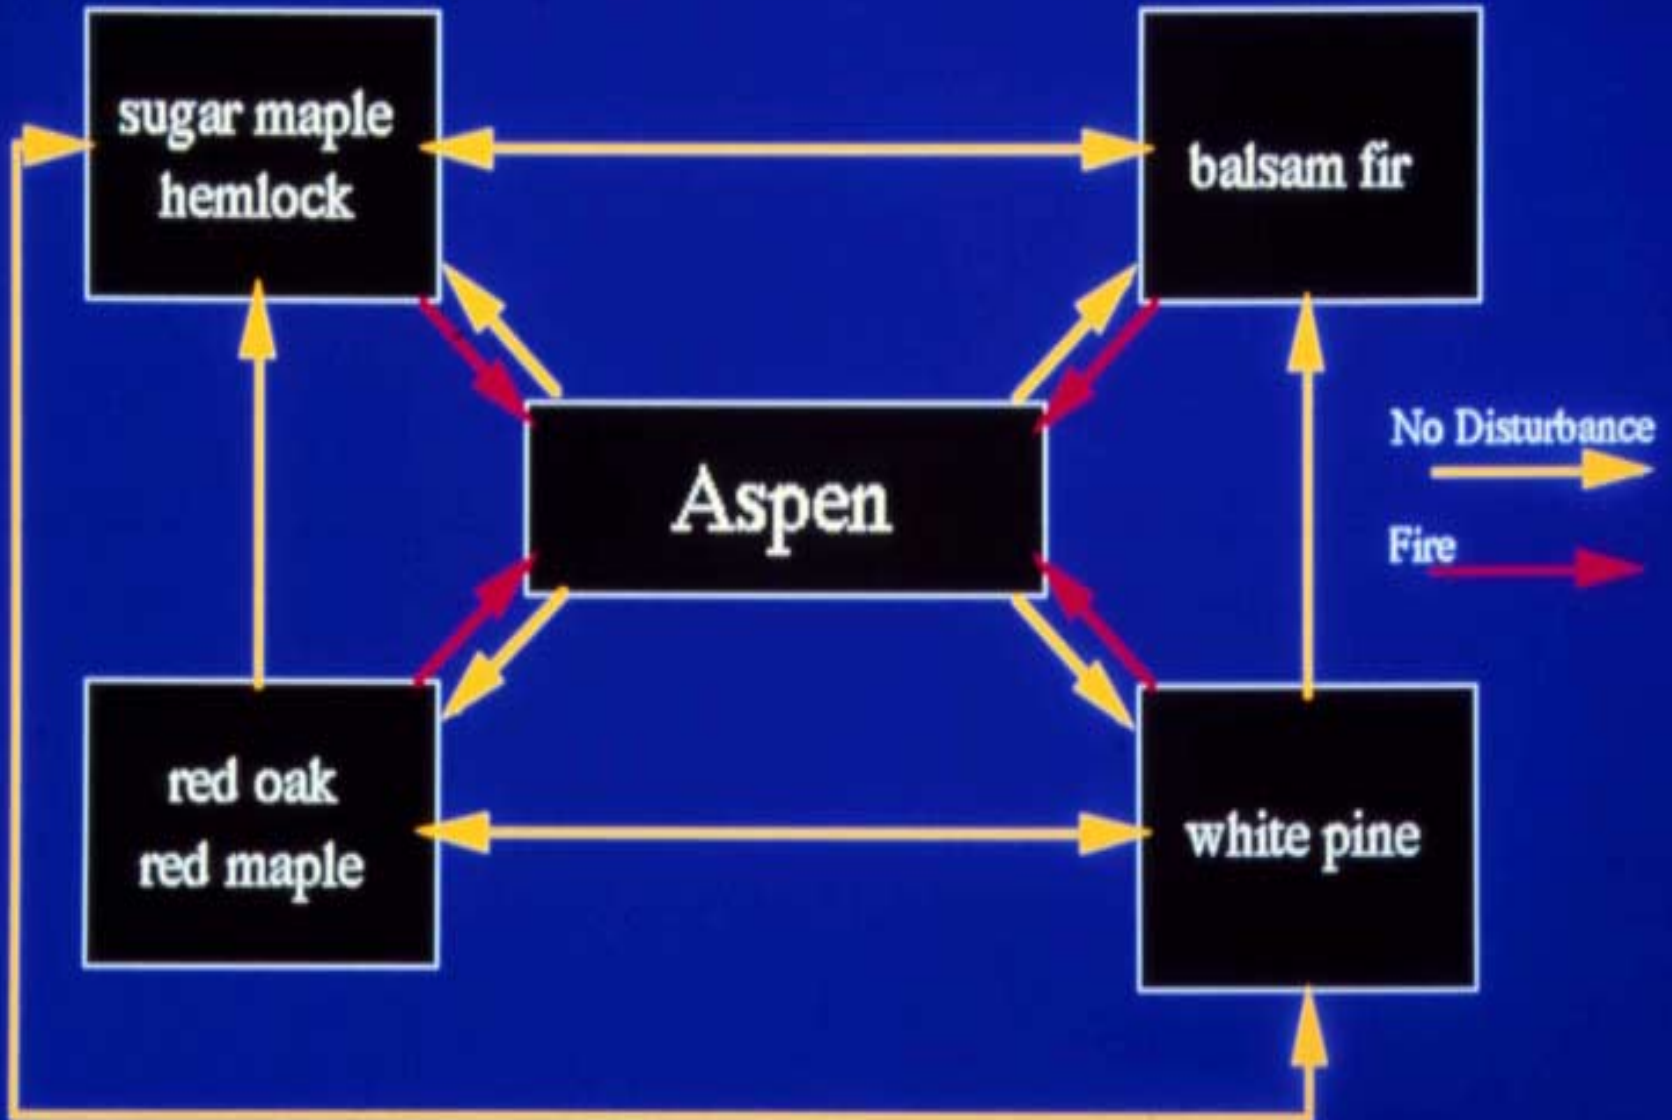 sugar maple
hemlock
balsam fir
No Disturbance
Aspen
Fire
red oak
red maple
white pine